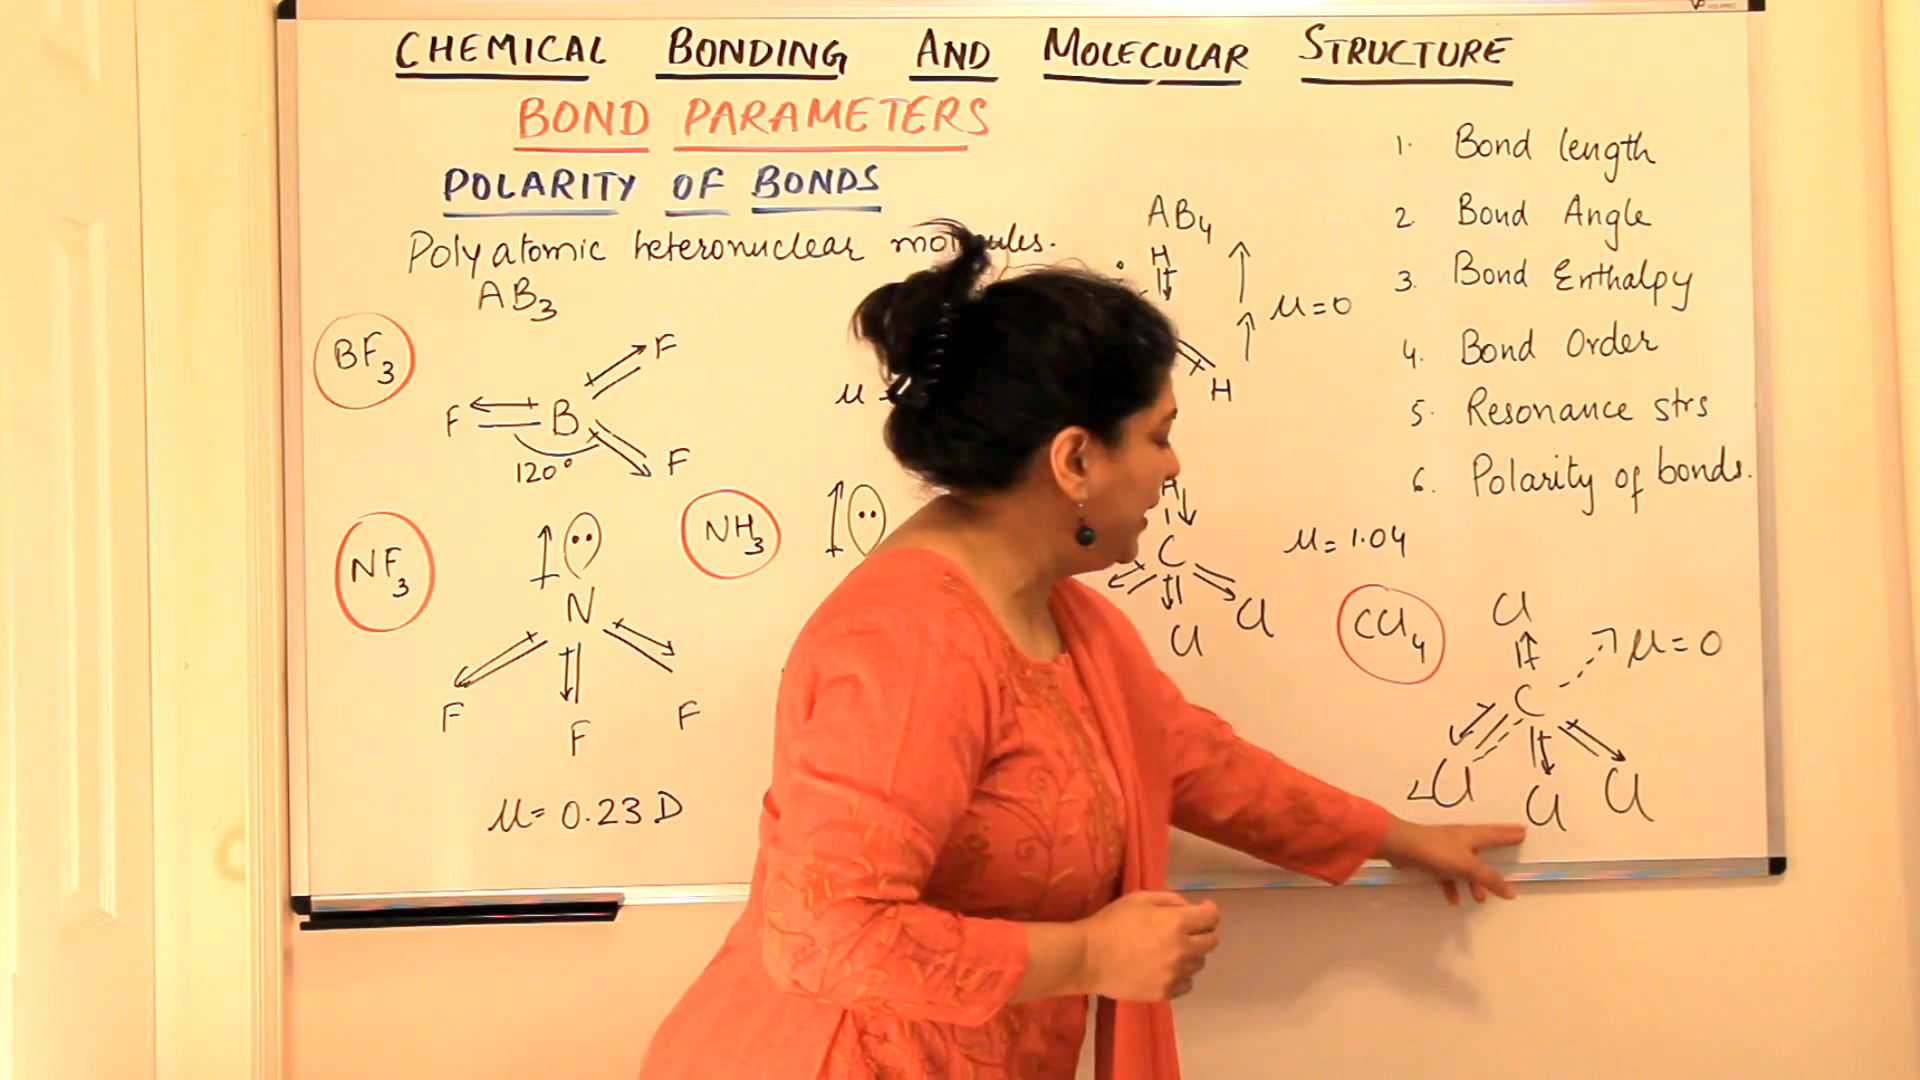 CHEMICAL BONDING AND MOLECULAR STRUCTURE
BOND PARAMETERS
POLARITY OF BONDS
Polyatomic heteronuclear
AB3
BF3
F
F
B
F
120°
NF3
N
F
F
F
μ= 0.23 D
NH3
μ
AB4
H
H
μ=0
C
Cl
Cl
μ= 1.04
CCl4
Cl
C
Cl
Cl
Cl
μ=0
1. Bond length
2. Bond Angle
3. Bond Enthalpy
4. Bond Order
5. Resonance strs
6. Polarity of bonds.